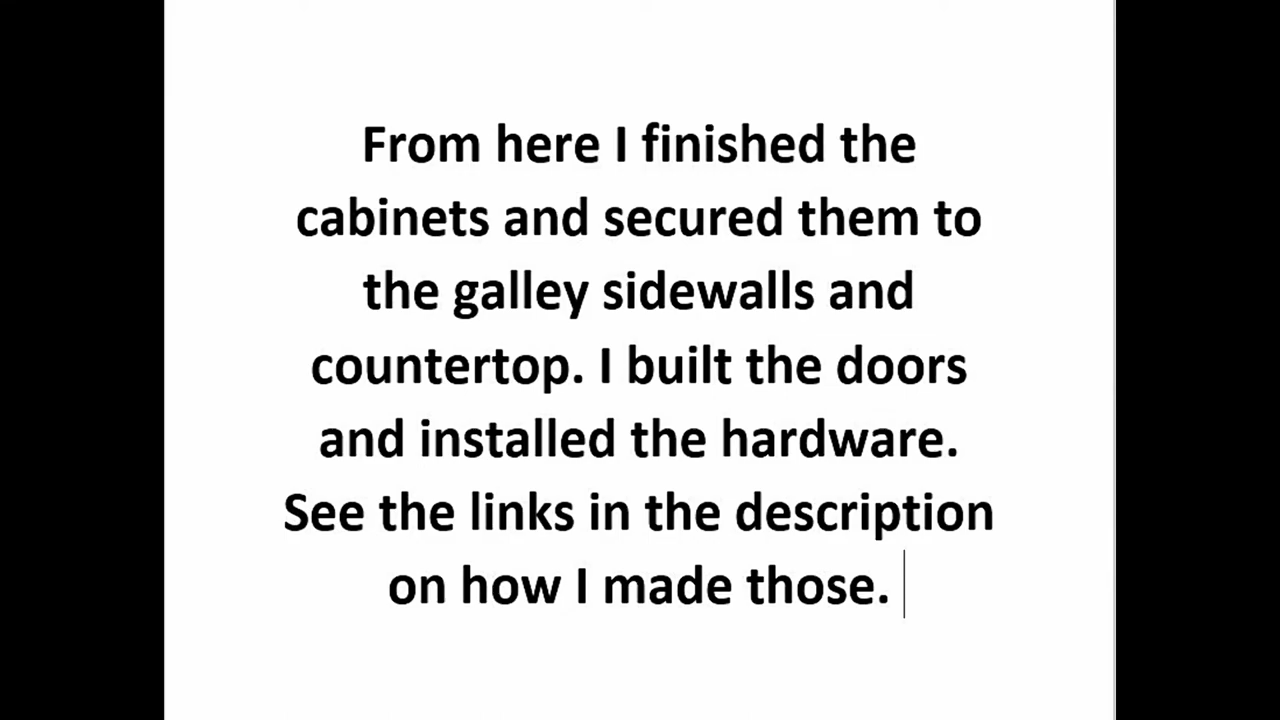 From here I finished the
cabinets and secured them to
the galley sidewalls and
countertop. I built the doors
and installed the hardware.
See the links in the description
on how I made those.